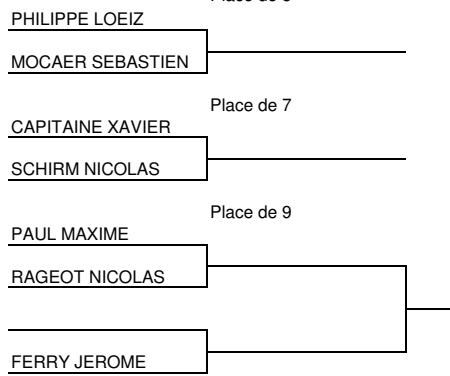 PHILIPPE LOEIZ
MOCAER SEBASTIEN
Place de 7
CAPITAINE XAVIER
SCHIRM NICOLAS
Place de 9
PAUL MAXIME
RAGEOT NICOLAS
FERRY JEROME